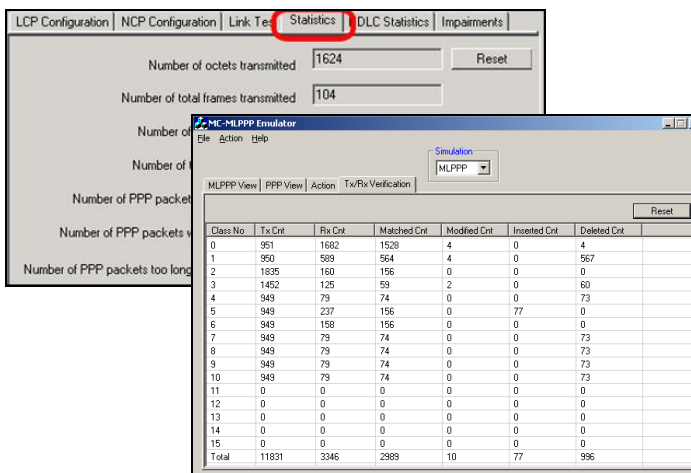 LCP Configuration NCP Configuration Link Tes Statistics DLC Statistics Impairments
Number of octets transmitted 1624 Reset
Number of total frames transmitted 104
Number of
Number of
Number of PPP packet
Number of PPP packets
Number of PPP packets too long
MC-MLPPP Emulator
File Action Help
Simulation
MLPPP
MLPPP View PPP View Action Tx/Rx Verification
Reset
Class No Tx Cnt Rx Cnt Matched Cnt Modified Cnt Inserted Cnt Deleted Cnt
0 951 1682 1528 4 0 4
1 950 589 564 4 0 567
2 1835 160 156 0 0 0
3 1452 125 59 2 0 60
4 949 79 74 0 0 73
5 949 237 156 0 77 0
6 949 158 156 0 0 0
7 949 79 74 0 0 73
8 949 79 74 0 0 73
9 949 79 74 0 0 73
10 949 79 74 0 0 73
11 0 0 0 0 0 0
12 0 0 0 0 0 0
13 0 0 0 0 0 0
14 0 0 0 0 0 0
15 0 0 0 0 0 0
Total 11831 3346 2989 10 77 996